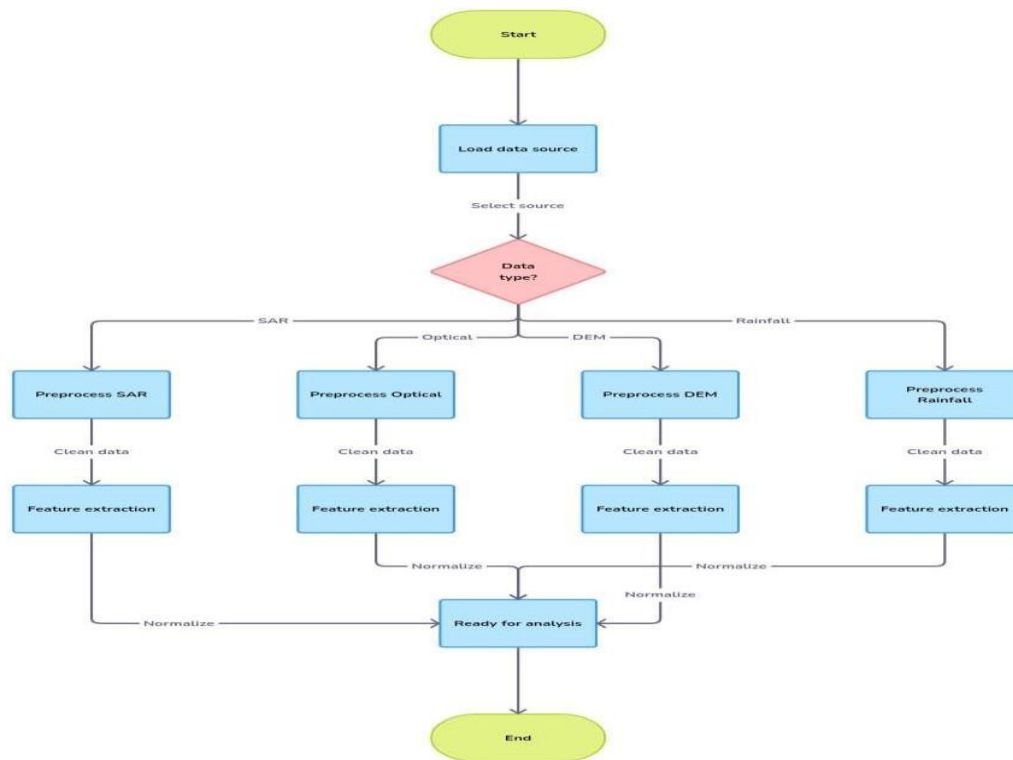 Start
Load data source
Select source
Data
type?
SAR
Rainfall
Optical
DEM
Preprocess SAR
Preprocess Optical
Preprocess DEM
Preprocess
Rainfall
Clean data
Clean data
Clean data
Clean data
Feature extraction
Feature extraction
Feature extraction
Feature extraction
Normalize
Normalize
Normalize
Normalize
Ready for analysis
End